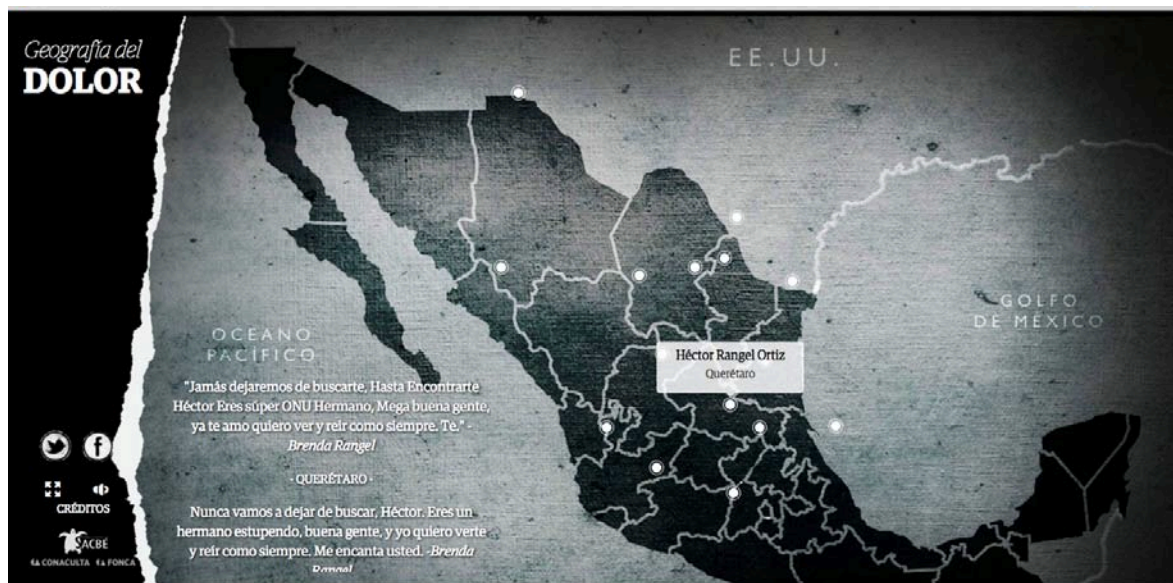 Geografía del
DOLOR
EE.UU.
GOLFO
DE MÉXICO
OCEANO
PACÍFICO
Héctor Rangel Ortiz
Querétaro
"Jamás dejaremos de buscarte, Hasta Encontrarte
Héctor Eres súper ONU Hermano, Mega buena gente,
ya te amo quiero ver y reír como siempre. Te." -
Brenda Rangel
- QUERÉTARO -
Nunca vamos a dejar de buscar, Héctor. Eres un
hermano estupendo, buena gente, y yo quiero verte
y reír como siempre. Me encanta usted. -Brenda
Rangel
CRÉDITOS
SACBÉ
CONACULTA FONCA